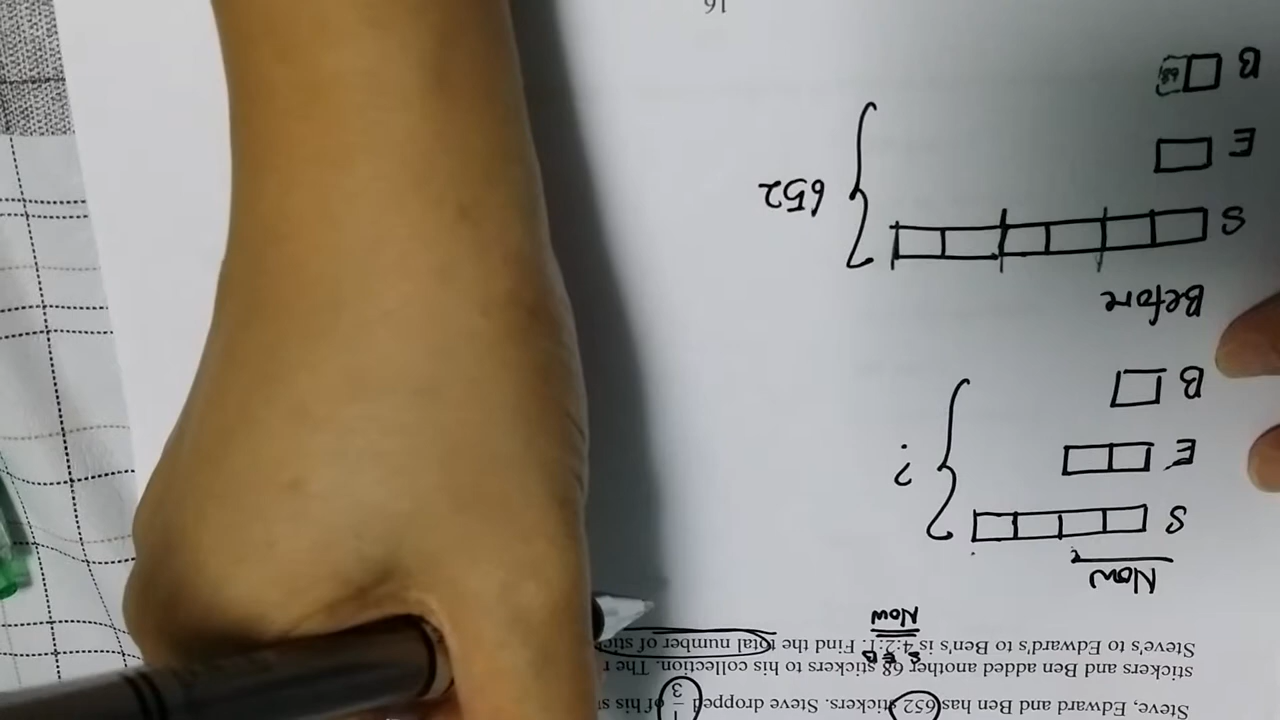 Steve, Edward and Ben has 652 stickers. Steve dropped 1/3 of his
stickers and Ben added another 68 stickers to his collection. The
S E B
Steve's to Edward's to Ben's is 4:2:1. Find the total number of
Now
Now
S
E
B
?
Before
S
E
B 68
652
16